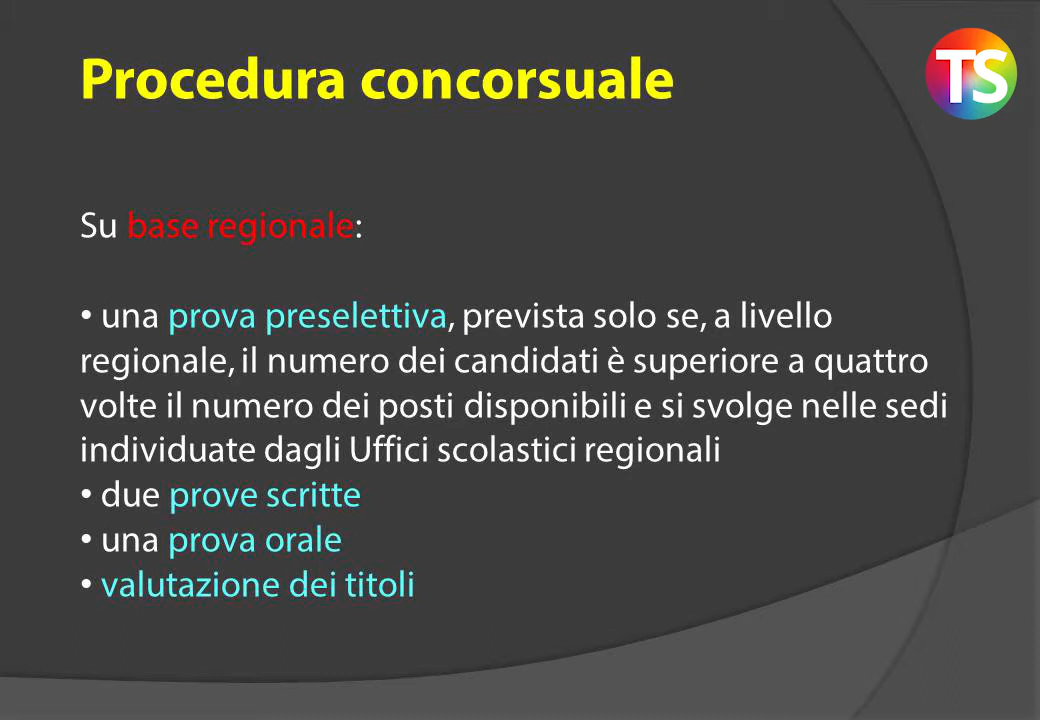 Procedura concorsuale
TS
Su base regionale:
• una prova preselettiva, prevista solo se, a livello
regionale, il numero dei candidati è superiore a quattro
volte il numero dei posti disponibili e si svolge nelle sedi
individuate dagli Uffici scolastici regionali
• due prove scritte
• una prova orale
• valutazione dei titoli